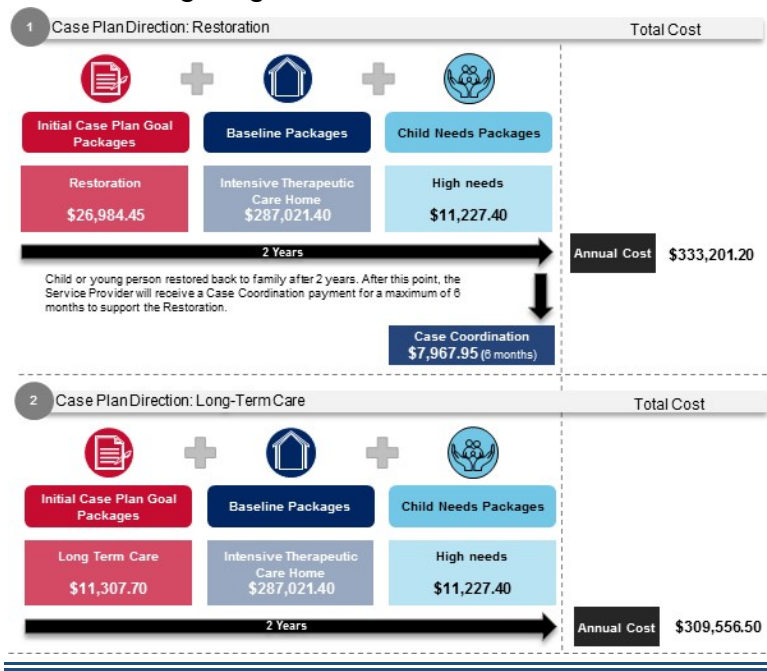 1 Case Plan Direction: Restoration
Total Cost
Initial Case Plan Goal
Packages
Baseline Packages
Child Needs Packages
Restoration
$26,984.45
Intensive Therapeutic
Care Home
$287,021.40
High needs
$11,227.40
2 Years
Annual Cost $333,201.20
Child or young person restored back to family after 2 years. After this point, the
Service Provider will receive a Case Coordination payment for a maximum of 6
months to support the Restoration.
Case Coordination
$7,967.95 (6 months)
2 Case Plan Direction: Long-Term Care
Total Cost
Initial Case Plan Goal
Packages
Baseline Packages
Child Needs Packages
Long Term Care
$11,307.70
Intensive Therapeutic
Care Home
$287,021.40
High needs
$11,227.40
2 Years
Annual Cost $309,556.50